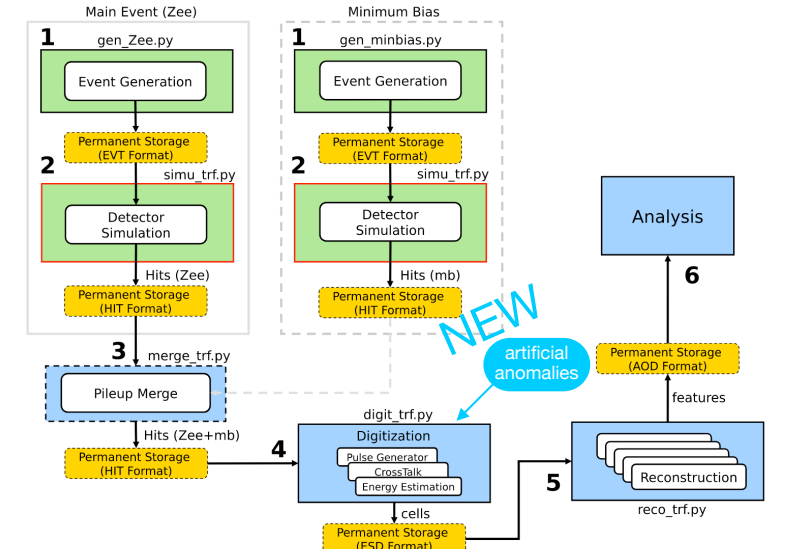 Main Event (Zee)
Minimum Bias
1
gen_Zee.py
Event Generation
Permanent Storage
(EVT Format)
2
simu_trf.py
Detector
Simulation
Hits (Zee)
Permanent Storage
(HIT Format)
1
gen_minbias.py
Event Generation
Permanent Storage
(EVT Format)
2
simu_trf.py
Detector
Simulation
Hits (mb)
Permanent Storage
(HIT Format)
3
merge_trf.py
Pileup Merge
Hits (Zee+mb)
Permanent Storage
(HIT Format)
4
NEW
artificial
anomalies
digit_trf.py
Digitization
Pulse Generator
CrossTalk
Energy Estimation
cells
Permanent Storage
(ESD Format)
5
Reconstruction
reco_trf.py
features
Permanent Storage
(AOD Format)
6
Analysis